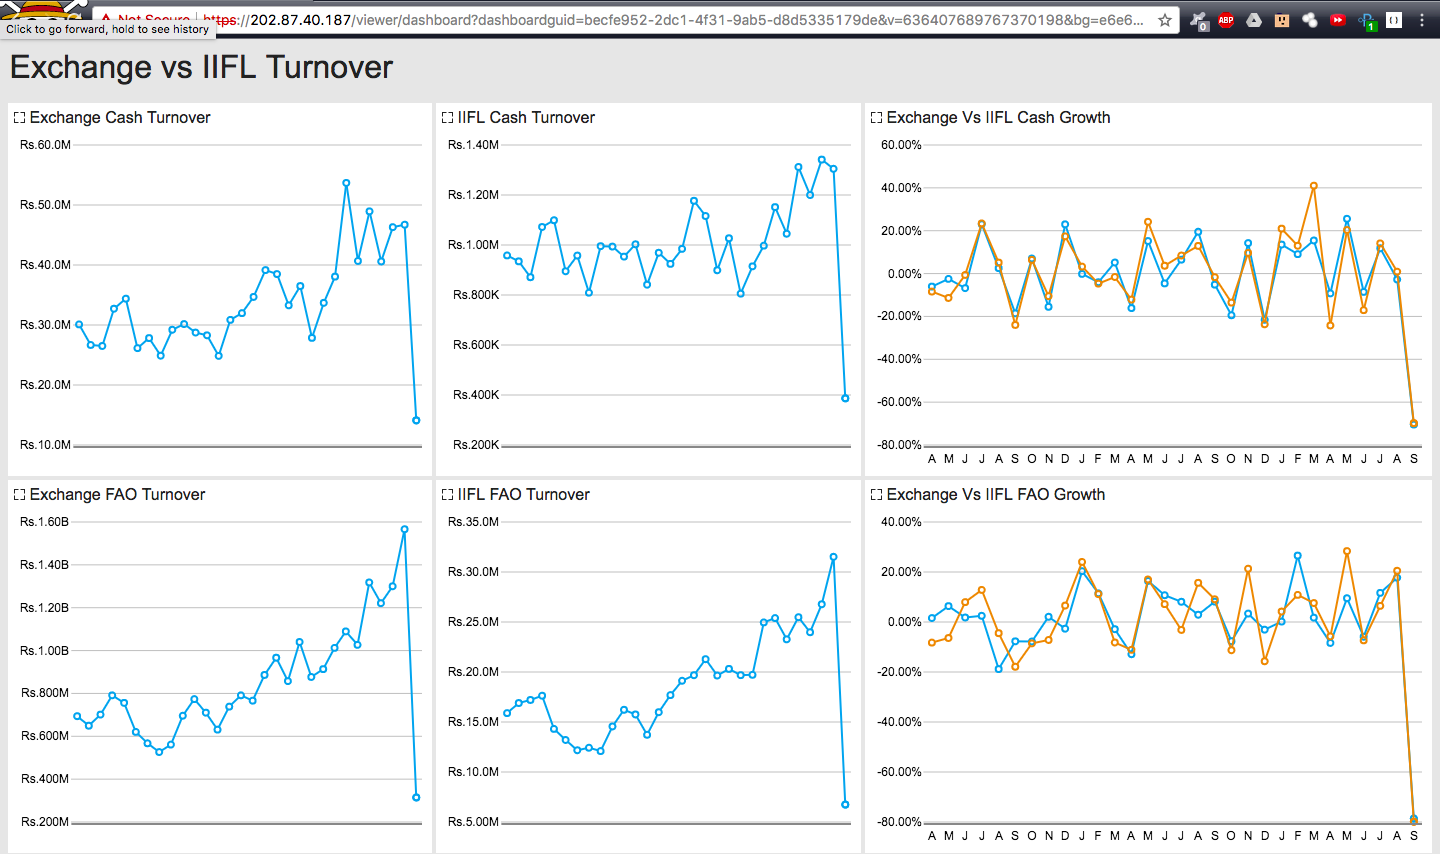 Not Secure | https://202.87.40.187/viewer/dashboard?dashboardguid=becfe952-2dc1-4f31-9ab5-d8d5335179de&v=636407689767370198&bg=e6e6...
ABP
0
1
Click to go forward, hold to see history
Exchange vs IIFL Turnover
Exchange Cash Turnover
Rs.60.0M
Rs.50.0M
Rs.40.0M
Rs.30.0M
Rs.20.0M
Rs.10.0M
IIFL Cash Turnover
Rs.1.40M
Rs.1.20M
Rs.1.00M
Rs.800K
Rs.600K
Rs.400K
Rs.200K
Exchange Vs IIFL Cash Growth
60.00%
40.00%
20.00%
0.00%
-20.00%
-40.00%
-60.00%
-80.00%
A M J J A S O N D J F M A M J J A S O N D J F M A M J J A S
Exchange FAO Turnover
Rs.1.60B
Rs.1.40B
Rs.1.20B
Rs.1.00B
Rs.800M
Rs.600M
Rs.400M
Rs.200M
IIFL FAO Turnover
Rs.35.0M
Rs.30.0M
Rs.25.0M
Rs.20.0M
Rs.15.0M
Rs.10.0M
Rs.5.00M
Exchange Vs IIFL FAO Growth
40.00%
20.00%
0.00%
-20.00%
-40.00%
-60.00%
-80.00%
A M J J A S O N D J F M A M J J A S O N D J F M A M J J A S